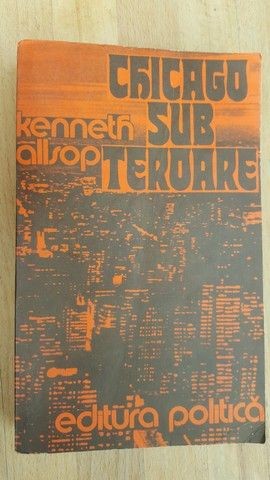 CHICAGO
SUB
TEROARE
kenneth
allsop
editura politică